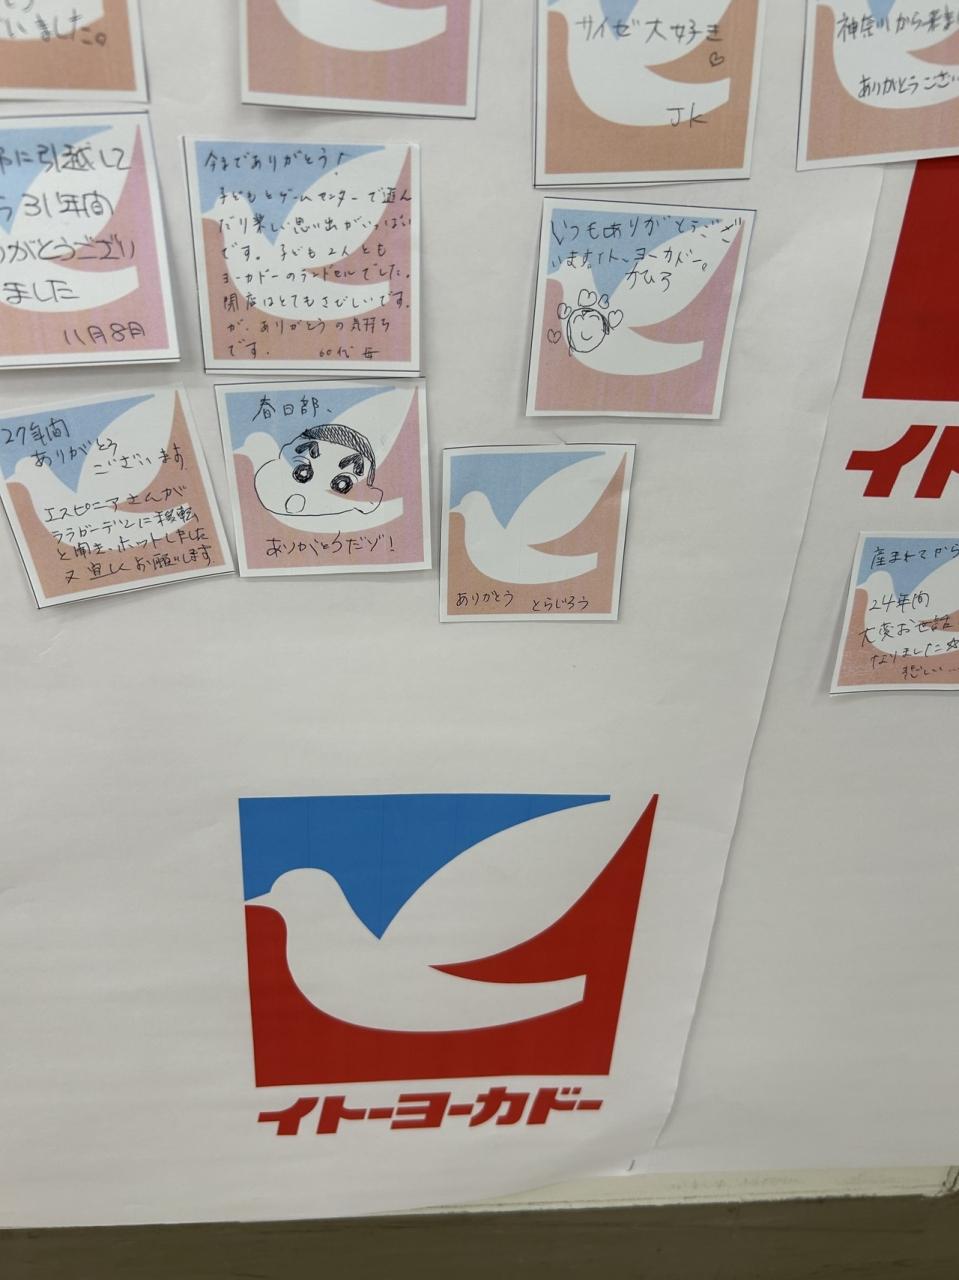 いました。
サイゼ大好き
JK
神奈川から来ま
ありがとうござい
に引越して
31年間
がとうござい
ました
11月8日
今までありがとう!
子どもとゲームセンターで遊ん
だり楽しい思い出がいっぱい
です。子ども2人とも
ヨーカドーのランドセルでした。
閉店はとてもさびしいです。
が、ありがとうの気持ち
です。 60代 母
いつもありがとうござ
います イトーヨーカドー。
27年間
ありがとう
ございます
エスピニアさんが
ララガーデンに移転
と聞き、ホットしました
又宜しくお願いします
春日部、
ありがとうだゾ!
ありがとう とらじろう
産まれてから
24年間
大変お世話
なりました
悲しい…
イト
イトーヨーカドー